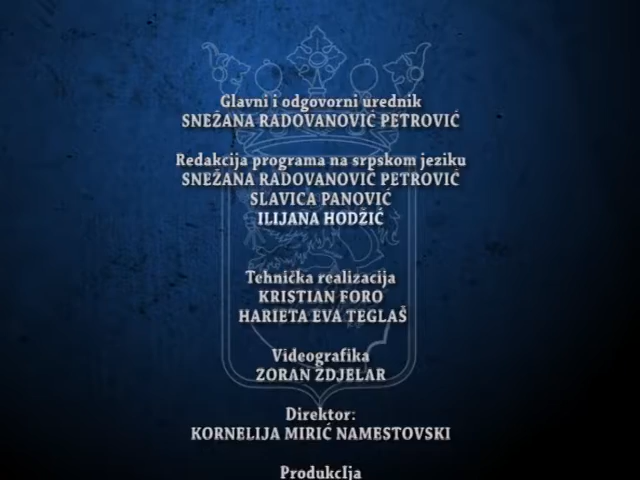 Glavni i odgovorni urednik
SNEŽANA RADOVANOVIĆ PETROVIĆ
Redakcija programa na srpskom jeziku
SNEŽANA RADOVANOVIĆ PETROVIĆ
SLAVICA PANOVIĆ
ILIJANA HODŽIĆ
Tehnička realizacija
KRISTIAN FORO
HARIETA EVA TEGLAŠ
Videografika
ZORAN ZDJELAR
Direktor:
KORNELIJA MIRIĆ NAMESTOVSKI
ProdukcIja